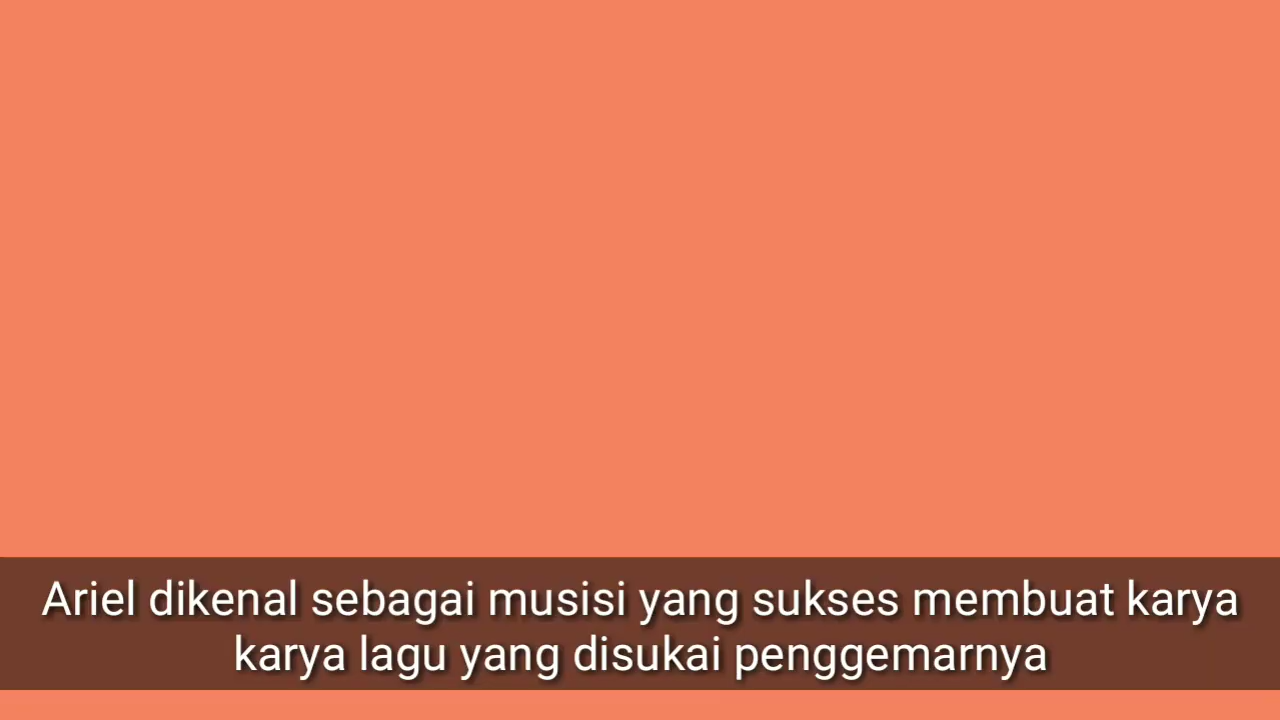 Ariel dikenal sebagai musisi yang sukses membuat karya
karya lagu yang disukai penggemarnya